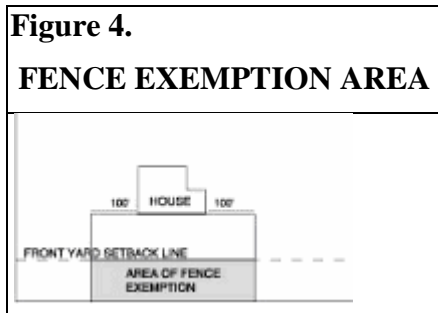 Figure 4.
FENCE EXEMPTION AREA
100' HOUSE 100'
FRONT YARD SETBACK LINE
AREA OF FENCE
EXEMPTION